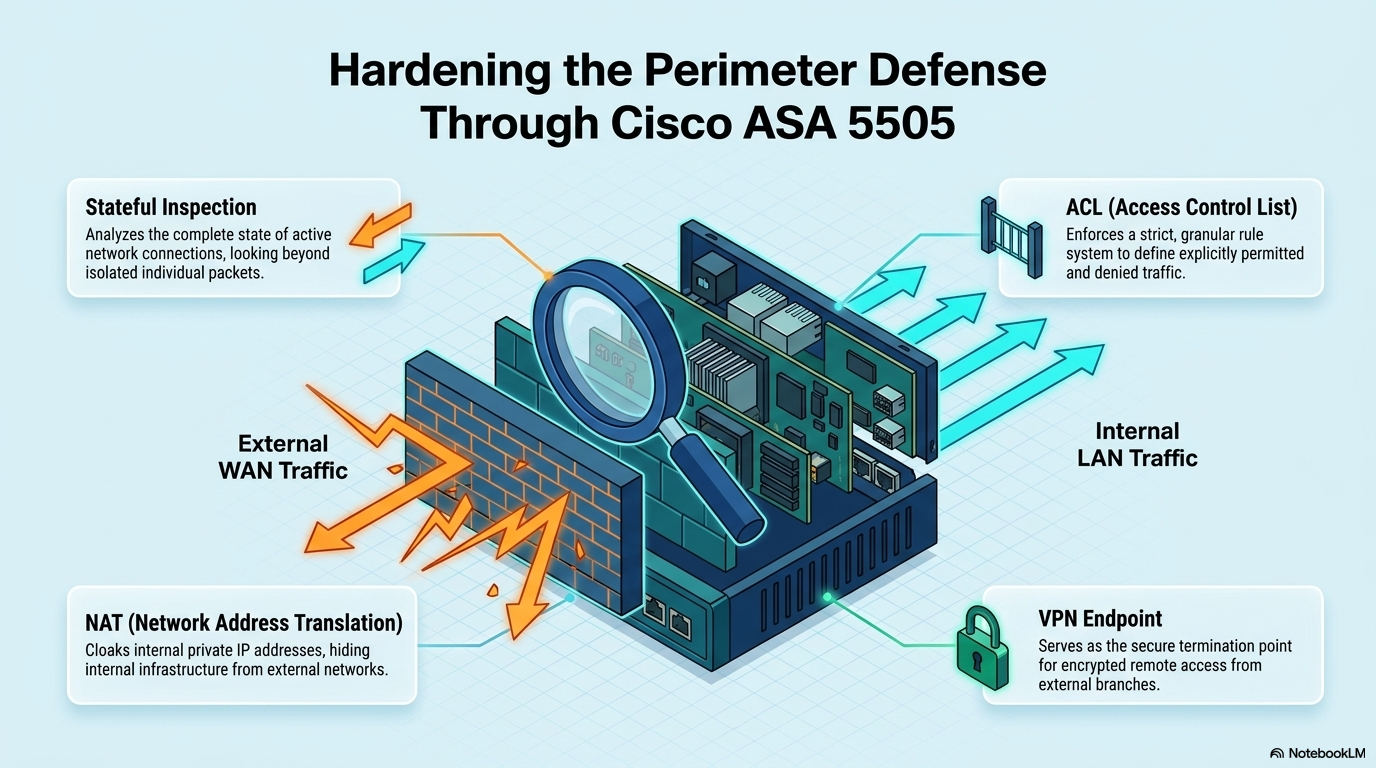 Hardening the Perimeter Defense
Through Cisco ASA 5505
Stateful Inspection
Analyzes the complete state of active
network connections, looking beyond
isolated individual packets.
ACL (Access Control List)
Enforces a strict, granular rule
system to define explicitly permitted
and denied traffic.
External
WAN Traffic
Internal
LAN Traffic
NAT (Network Address Translation)
Cloaks internal private IP addresses, hiding
internal infrastructure from external networks.
VPN Endpoint
Serves as the secure termination point
for encrypted remote access from
external branches.
NotebookLM